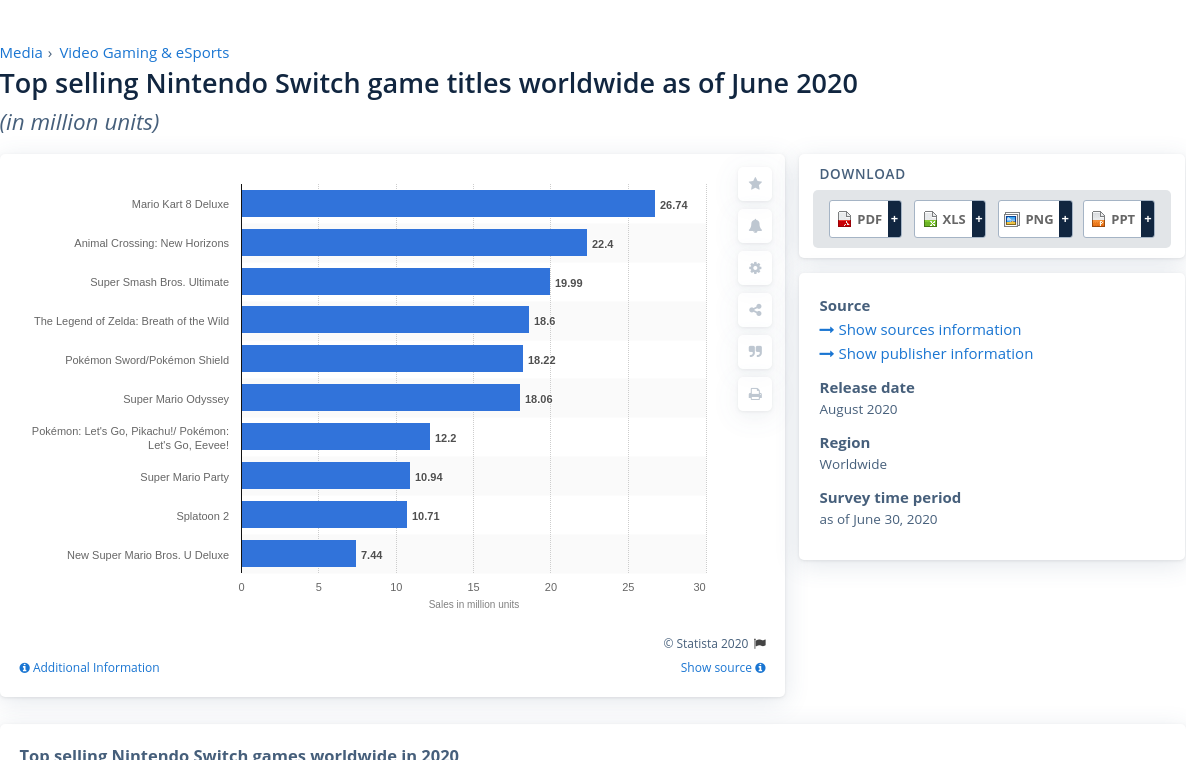 Media › Video Gaming & eSports
Top selling Nintendo Switch game titles worldwide as of June 2020
(in million units)
Mario Kart 8 Deluxe 26.74
Animal Crossing: New Horizons 22.4
Super Smash Bros. Ultimate 19.99
The Legend of Zelda: Breath of the Wild 18.6
Pokémon Sword/Pokémon Shield 18.22
Super Mario Odyssey 18.06
Pokémon: Let's Go, Pikachu!/ Pokémon:
Let's Go, Eevee! 12.2
Super Mario Party 10.94
Splatoon 2 10.71
New Super Mario Bros. U Deluxe 7.44
0 5 10 15 20 25 30
Sales in million units
© Statista 2020
Additional Information Show source
DOWNLOAD
PDF + XLS + PNG + PPT +
Source
Show sources information
Show publisher information
Release date
August 2020
Region
Worldwide
Survey time period
as of June 30, 2020
Top selling Nintendo Switch games worldwide in 2020